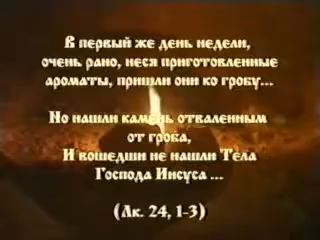 В первый же день недели,
очень рано, неся приготовленные
ароматы, пришли они ко гробу...
Но нашли камень отваленным
от гроба,
И вошедши не нашли Тела
Господа Иисуса ...
(Лк. 24, 1-3)